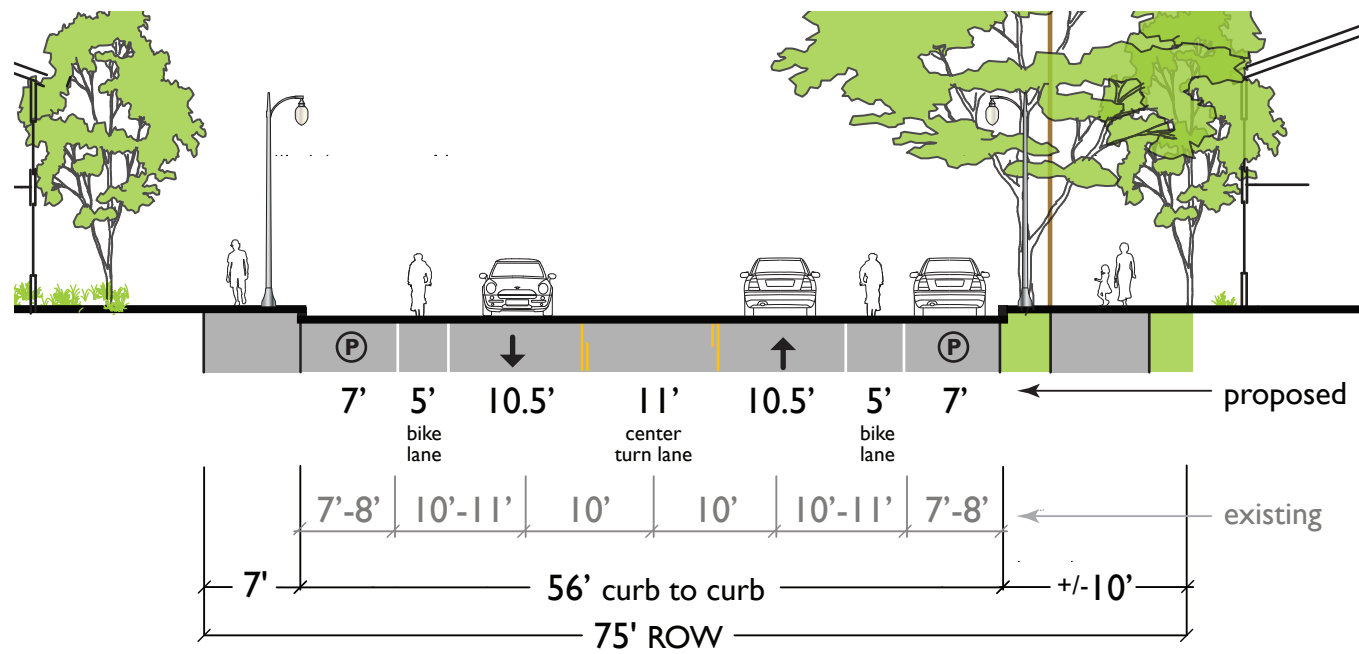 P P
7’ 5’ 10.5’ 11’ 10.5’ 5’ 7’ proposed
bike center bike
lane turn lane lane
7’-8’ 10’-11’ 10’ 10’ 10’-11’ 7’-8’ existing
7' 56’ curb to curb +/-10’
75' ROW